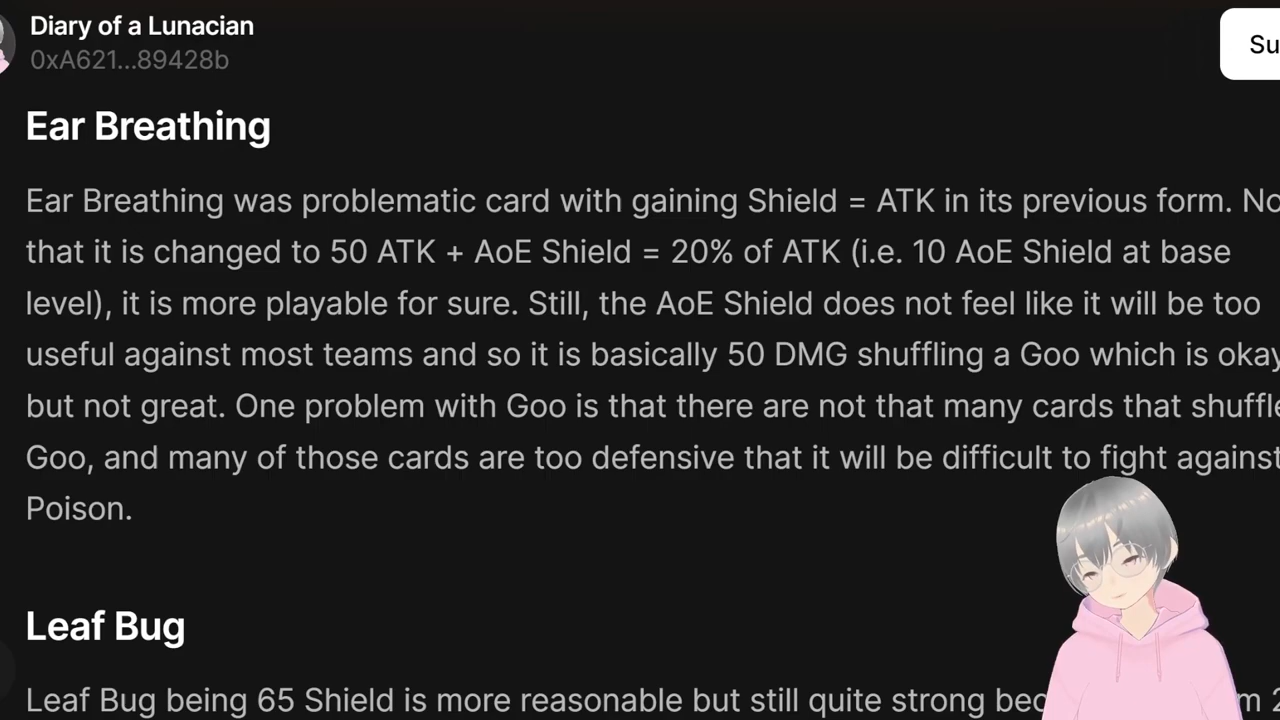 Diary of a Lunacian
0xA621...89428b
Su
Ear Breathing
Ear Breathing was problematic card with gaining Shield = ATK in its previous form. No
that it is changed to 50 ATK + AoE Shield = 20% of ATK (i.e. 10 AoE Shield at base
level), it is more playable for sure. Still, the AoE Shield does not feel like it will be too
useful against most teams and so it is basically 50 DMG shuffling a Goo which is okay
but not great. One problem with Goo is that there are not that many cards that shuffle
Goo, and many of those cards are too defensive that it will be difficult to fight against
Poison.
Leaf Bug
Leaf Bug being 65 Shield is more reasonable but still quite strong bec m 2